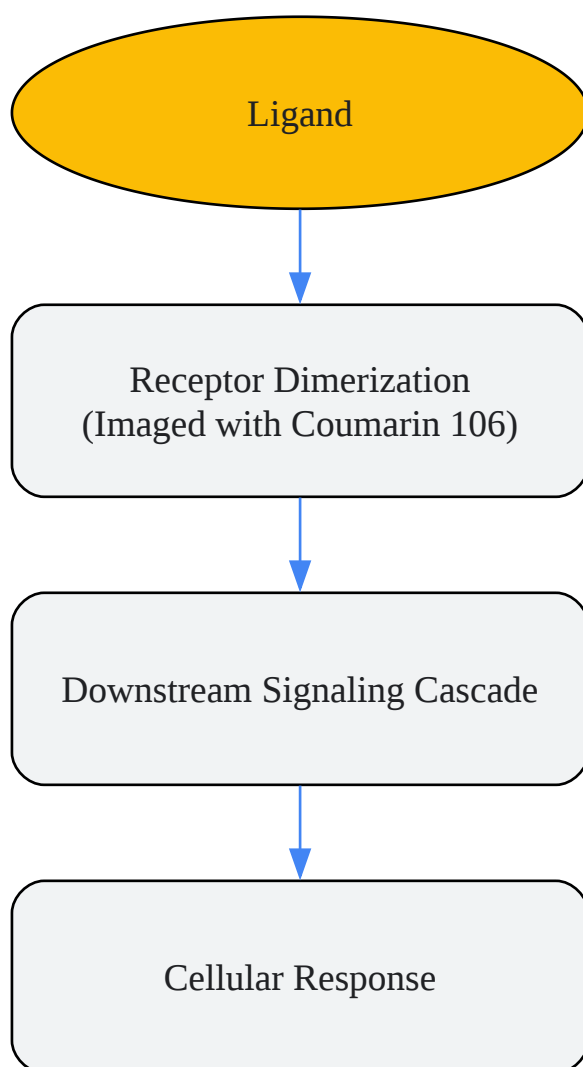 Ligand
Receptor Dimerization
(Imaged with Coumarin 106)
Downstream Signaling Cascade
Cellular Response